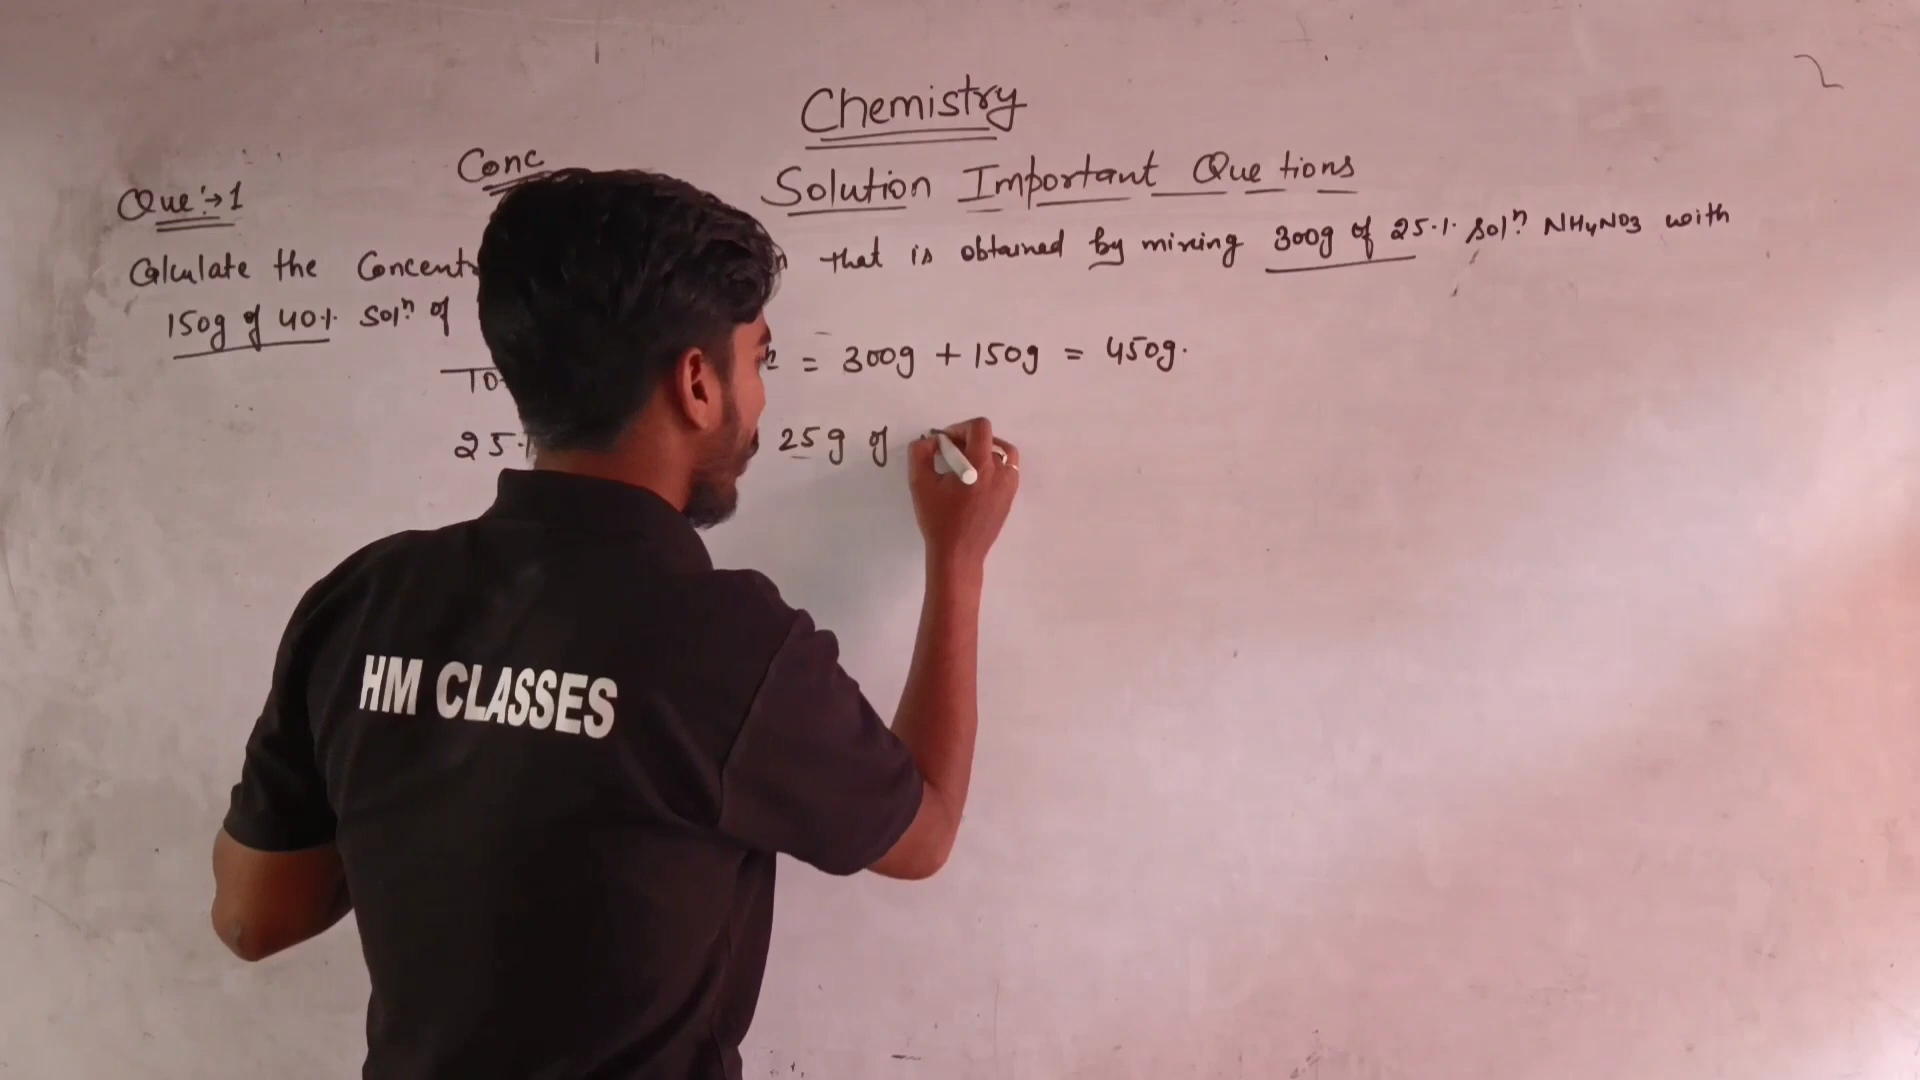 Chemistry
Conc
Solution Important Que tions
Que:→1
Calculate the Concent that is obtained by mixing 300g of 25.1. Solⁿ. NH4NO3 with
150g of 40%. Solⁿ. of
= 300g + 150g = 450g.
25 25g of
HM CLASSES